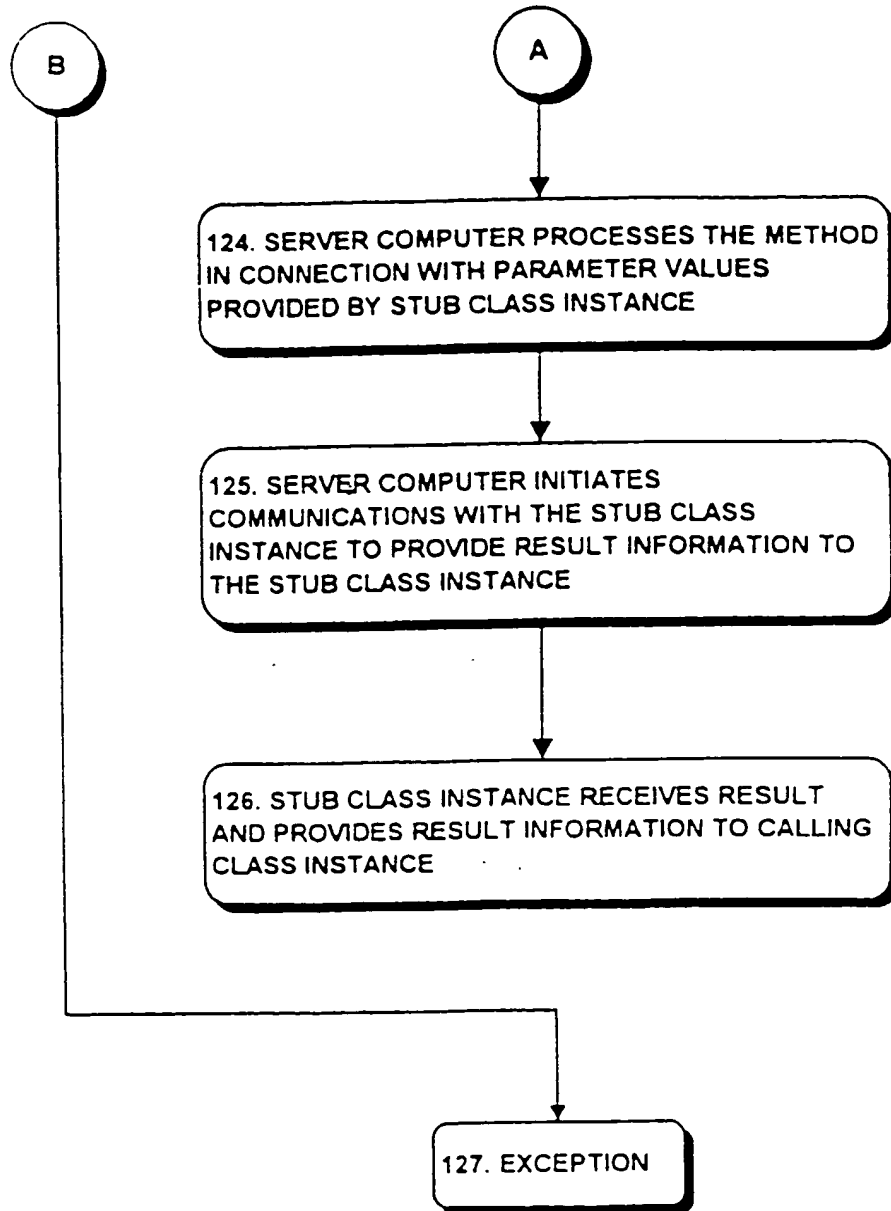 B
A
124. SERVER COMPUTER PROCESSES THE METHOD
IN CONNECTION WITH PARAMETER VALUES
PROVIDED BY STUB CLASS INSTANCE
125. SERVER COMPUTER INITIATES
COMMUNICATIONS WITH THE STUB CLASS
INSTANCE TO PROVIDE RESULT INFORMATION TO
THE STUB CLASS INSTANCE
126. STUB CLASS INSTANCE RECEIVES RESULT
AND PROVIDES RESULT INFORMATION TO CALLING
CLASS INSTANCE
127. EXCEPTION